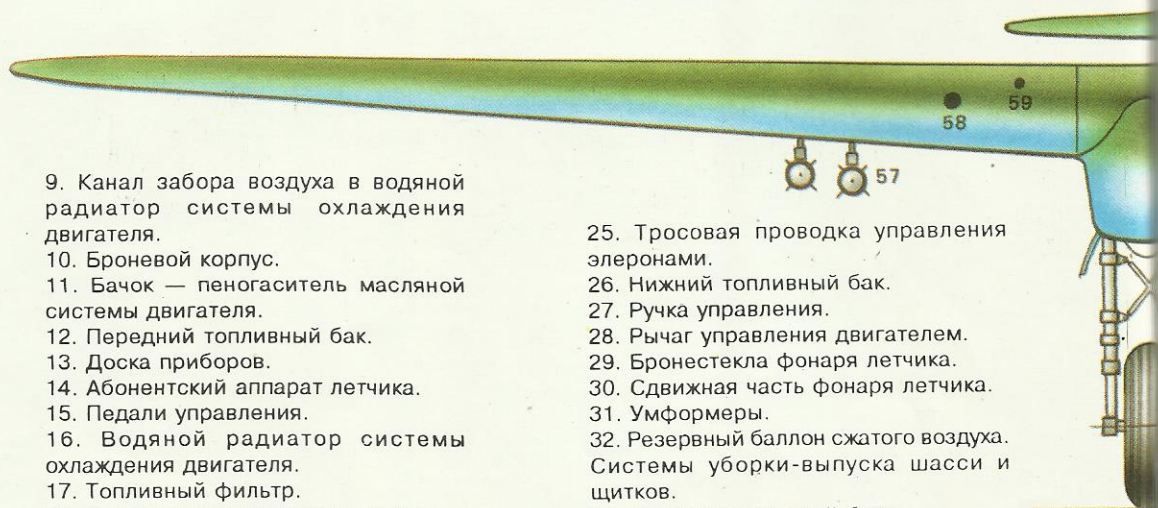 59
58
57
9. Канал забора воздуха в водяной
радиатор системы охлаждения
двигателя.
10. Броневой корпус.
11. Бачок — пеногаситель масляной
системы двигателя.
12. Передний топливный бак.
13. Доска приборов.
14. Абонентский аппарат летчика.
15. Педали управления.
16. Водяной радиатор системы
охлаждения двигателя.
17. Топливный фильтр.
25. Тросовая проводка управления
элеронами.
26. Нижний топливный бак.
27. Ручка управления.
28. Рычаг управления двигателем.
29. Бронестекла фонаря летчика.
30. Сдвижная часть фонаря летчика.
31. Умформеры.
32. Резервный баллон сжатого воздуха.
Системы уборки-выпуска шасси и
щитков.